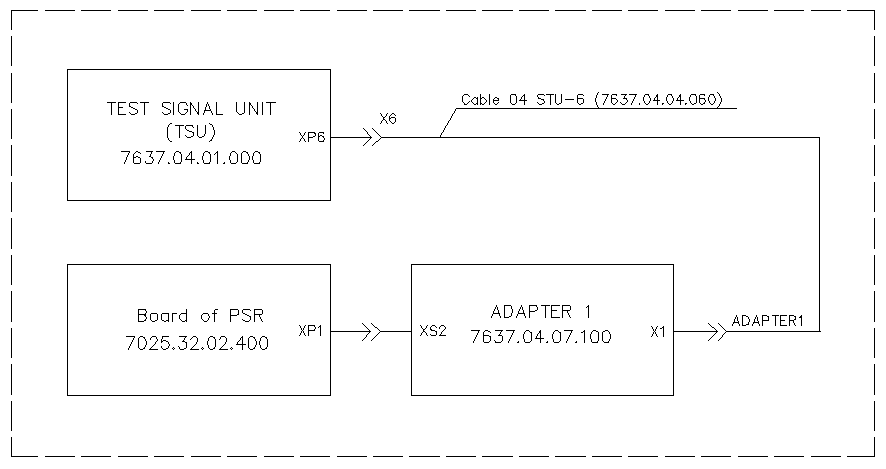 Cable 04 STU-6 (7637.04.04.060)
TEST SIGNAL UNIT
(TSU)
7637.04.01.000
XP6
X6
Board of PSR
7025.32.02.400
XP1
XS2
ADAPTER 1
7637.04.07.100
X1
ADAPTER1